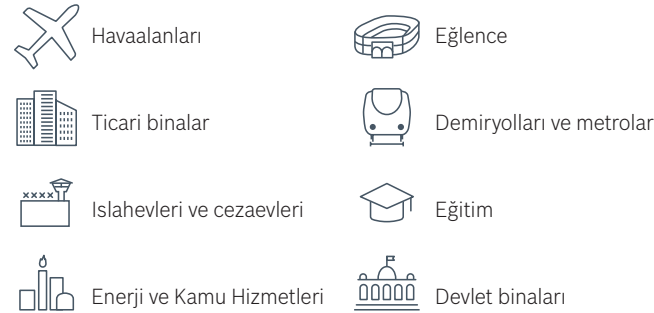 Havaalanları
Eğlence
Ticari binalar
Demiryolları ve metrolar
Islahevleri ve cezaevleri
Eğitim
Enerji ve Kamu Hizmetleri
Devlet binaları